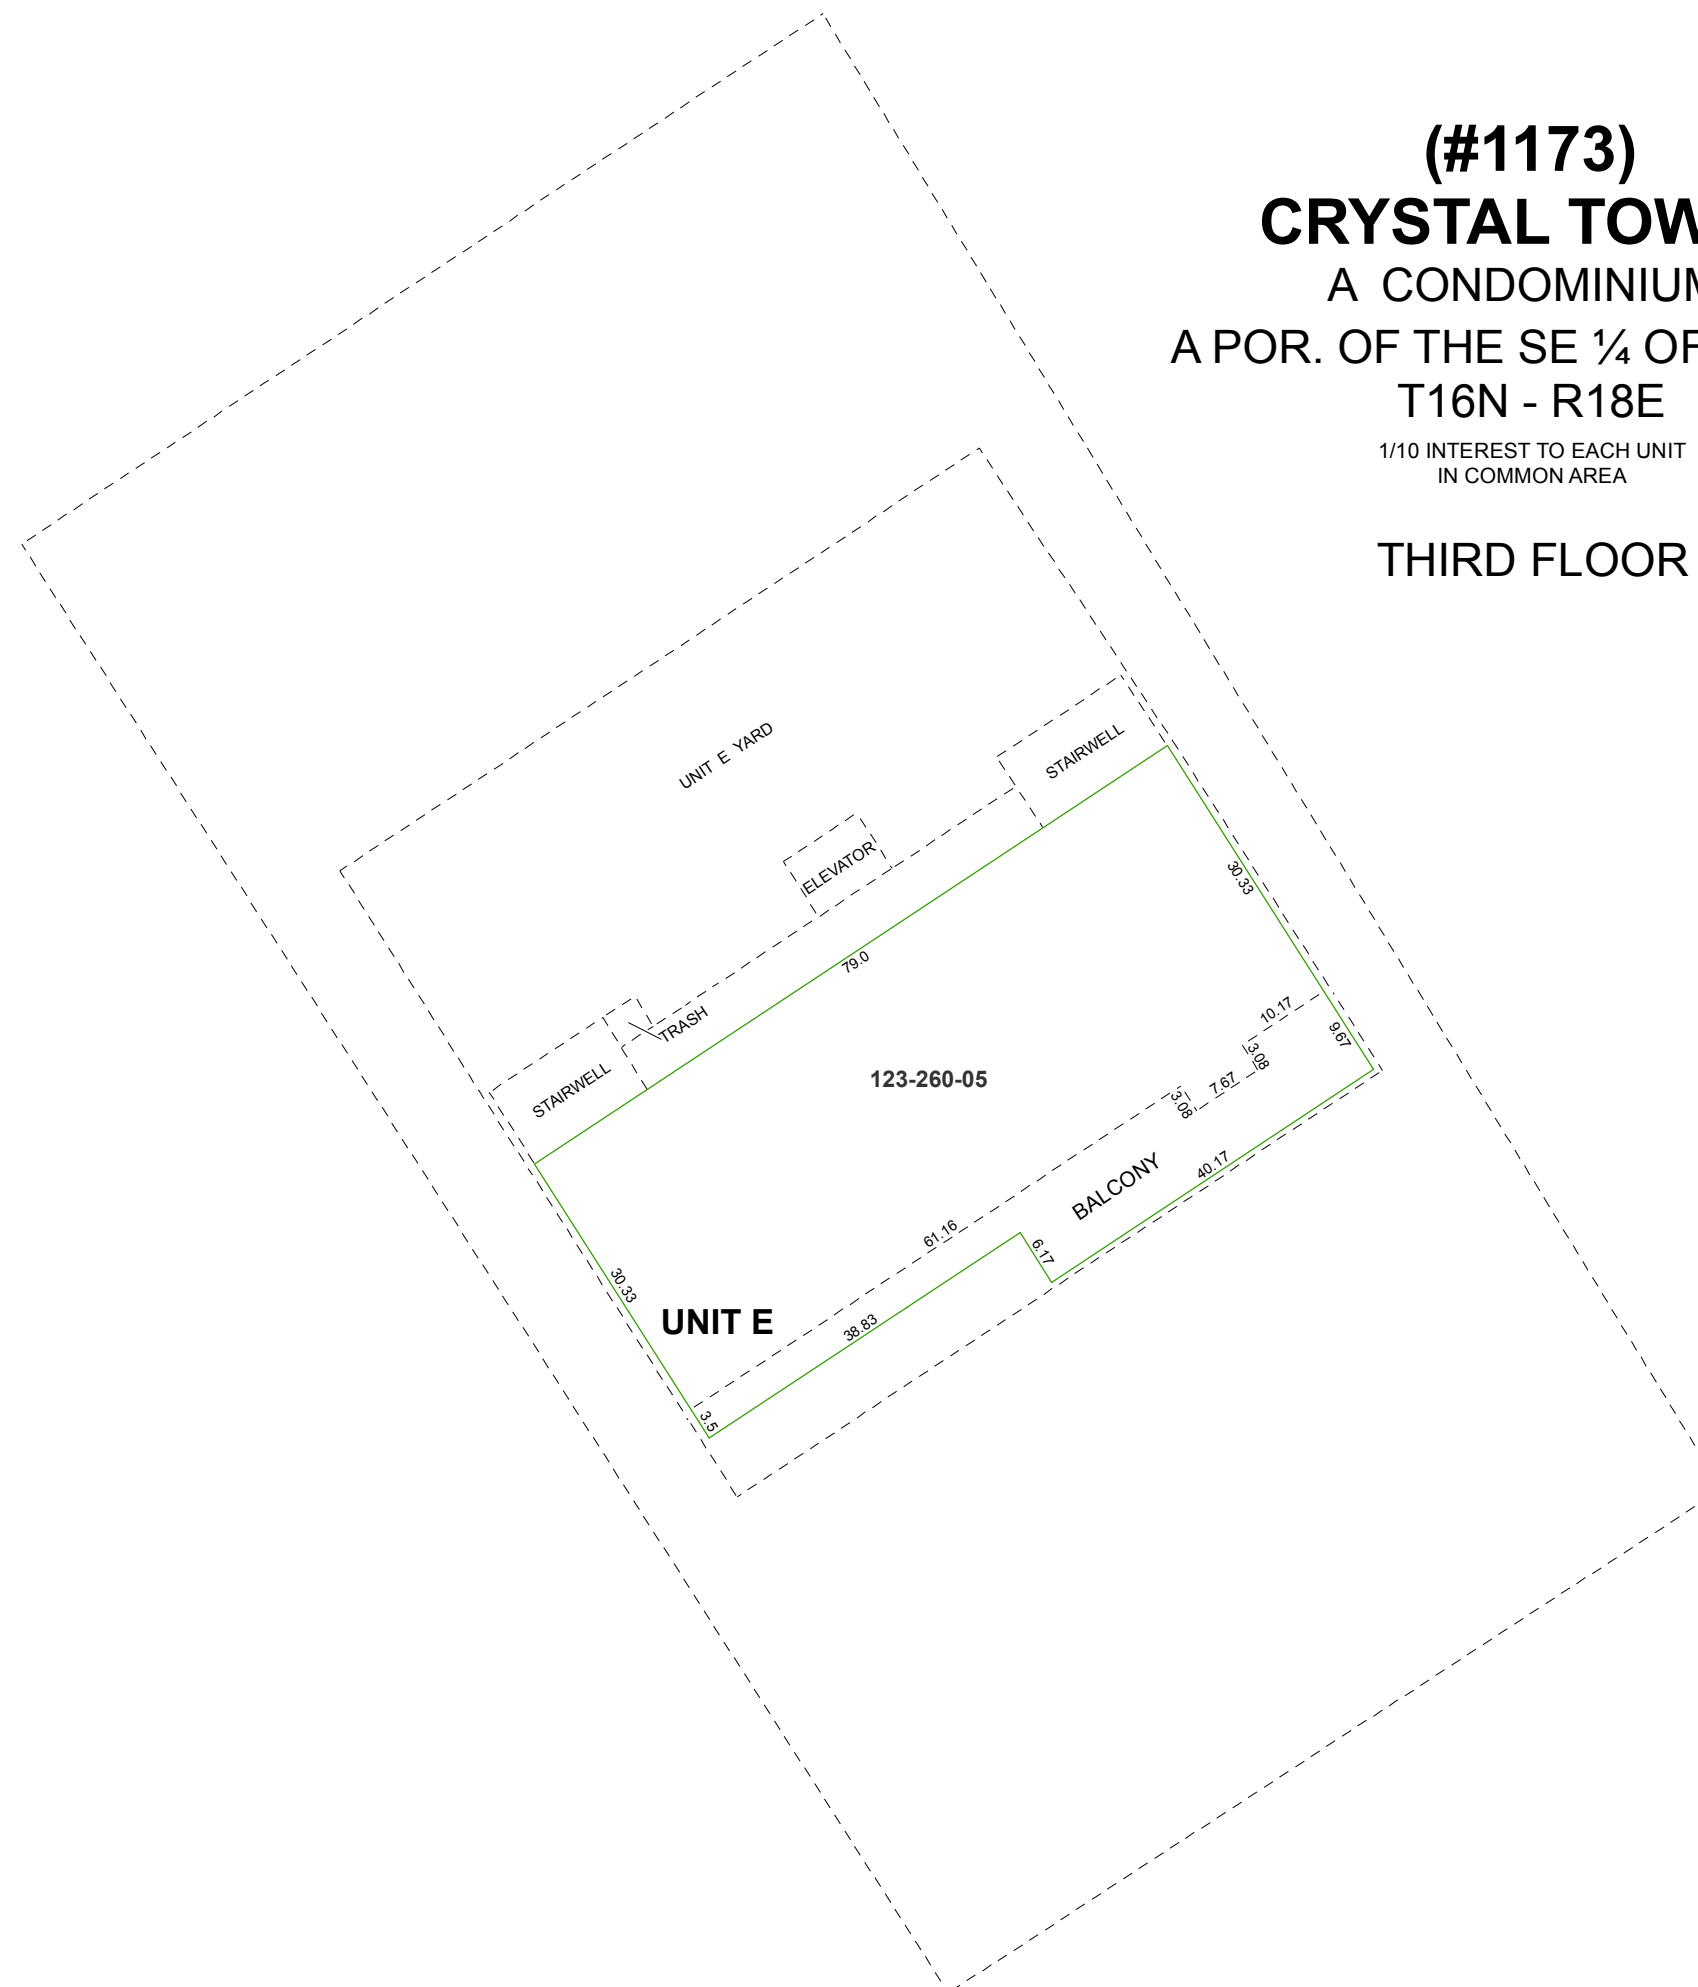 (#1173)
CRYSTAL TOW
A CONDOMINIUM
A POR. OF THE SE ¼ OF
T16N - R18E
1/10 INTEREST TO EACH UNIT
IN COMMON AREA
THIRD FLOOR
UNIT E YARD
STAIRWELL
ELEVATOR
30.33
79.0
TRASH
10.17
9.67
3.08
STAIRWELL
123-260-05
7.67
3.08
BALCONY
40.17
61.16
6.17
30.33
UNIT E
38.83
3.5